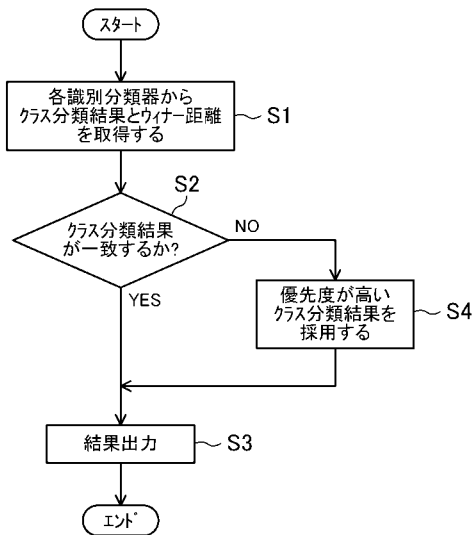 スタート
各識別分類器から
クラス分類結果とウィナー距離
を取得する
S1
S2
クラス分類結果
が一致するか?
NO
YES
優先度が高い
クラス分類結果を
採用する
S4
結果出力
S3
エンド